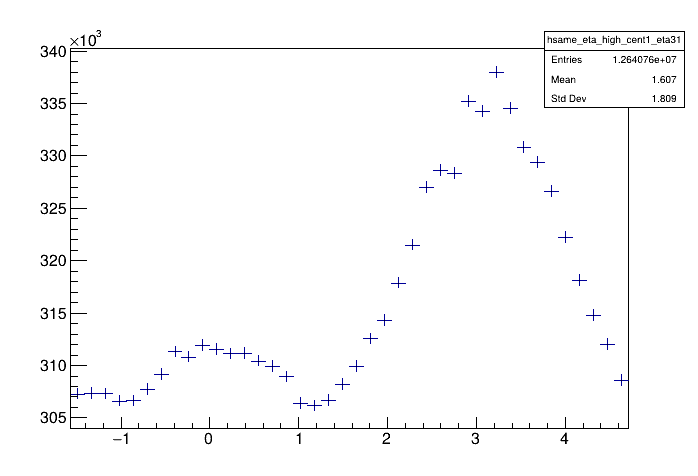 ×10³
hsame_eta_high_cent1_eta31
Entries 1.264076e+07
Mean 1.607
Std Dev 1.809
340
335
330
325
320
315
310
305
−1 0 1 2 3 4